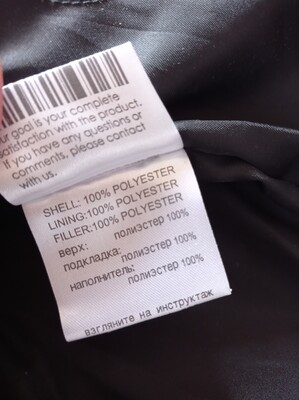 ur goal is your complete
satisfaction with the product.
If you have any questions or
comments, please contact
with us.
SHELL: 100% POLYESTER
LINING:100% POLYESTER
FILLER:100% POLYESTER
верх: полиэстер 100%
подкладка: полиэстер 100%
наполнитель: полиэстер 100%
взгляните на инструктаж